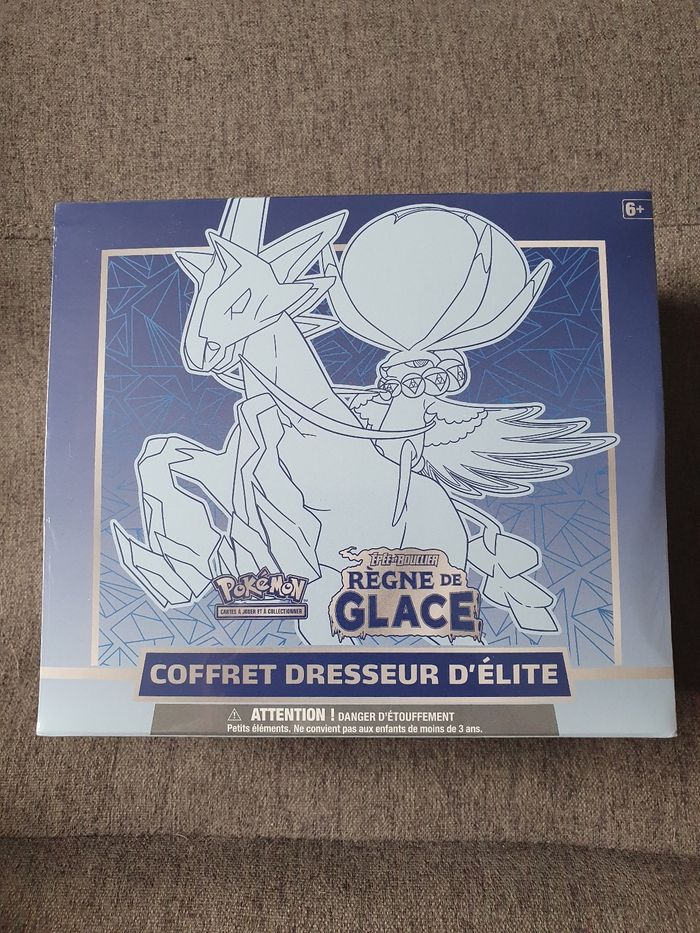 6+
ÉPÉE ET BOUCLIER
RÈGNE DE
GLACE
POKÉMON
CARTES À JOUER ET À COLLECTIONNER
COFFRET DRESSEUR D'ÉLITE
ATTENTION ! DANGER D'ÉTOUFFEMENT
Petits éléments. Ne convient pas aux enfants de moins de 3 ans.